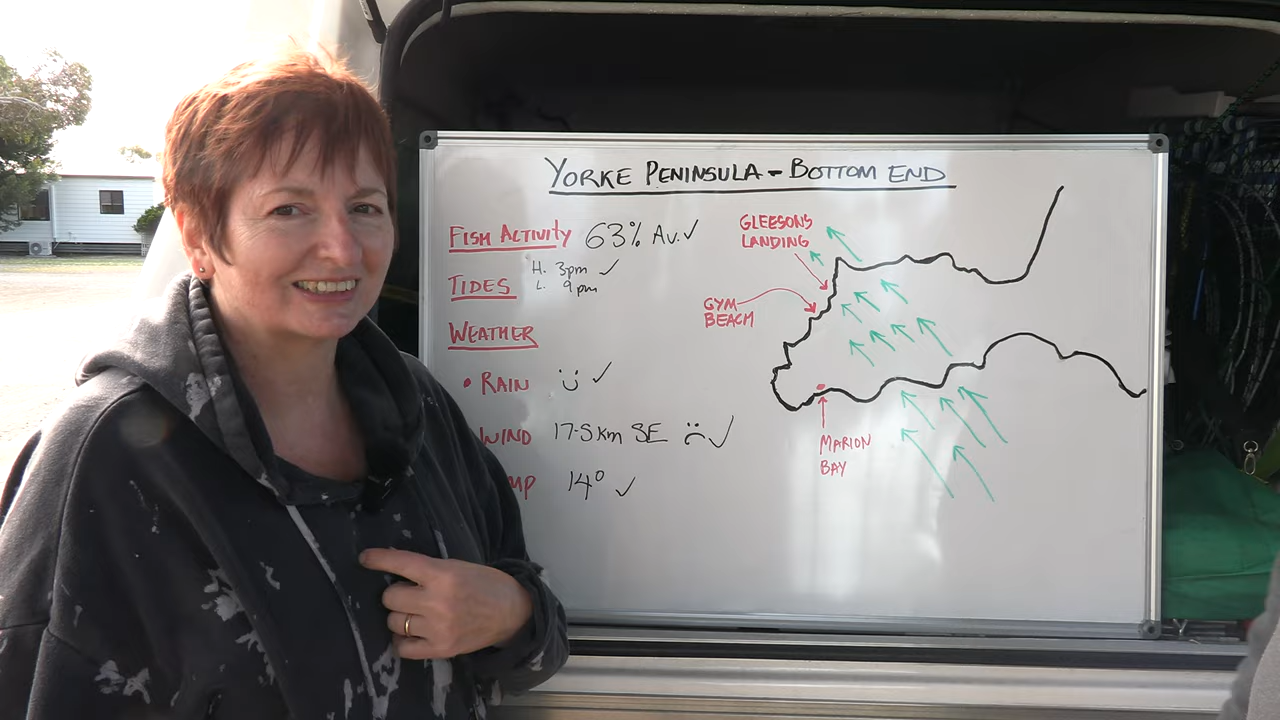 YORKE PENINSULA - BOTTOM END
FISH ACTIVITY 63% AV. ✓
TIDES H. 3pm ✓
L. 9pm
WEATHER
• RAIN ✓
WIND 17.5km SE ✓
MP 14° ✓
GLEESONS
LANDING
GYM
BEACH
MARION
BAY